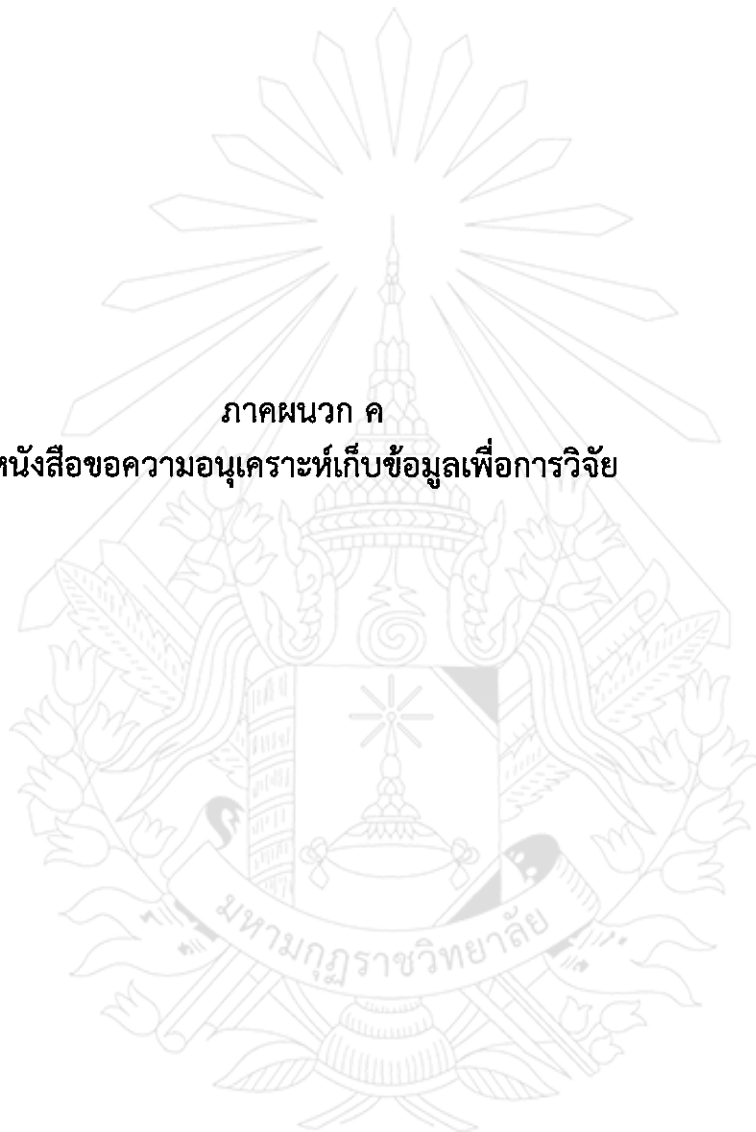 ภาคผนวก ค
หนังสือขอความอนุเคราะห์เก็บข้อมูลเพื่อการวิจัย
มหามกุฏราชวิทยาลัย